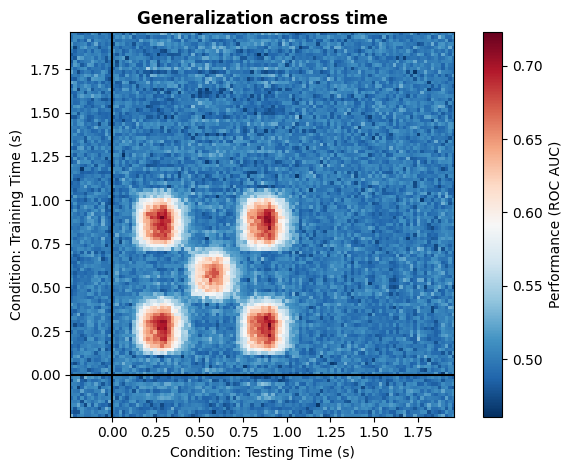 Generalization across time
Condition: Training Time (s)
1.75
1.50
1.25
1.00
0.75
0.50
0.25
0.00
0.00 0.25 0.50 0.75 1.00 1.25 1.50 1.75
Condition: Testing Time (s)
0.70
0.65
0.60
0.55
0.50
Performance (ROC AUC)